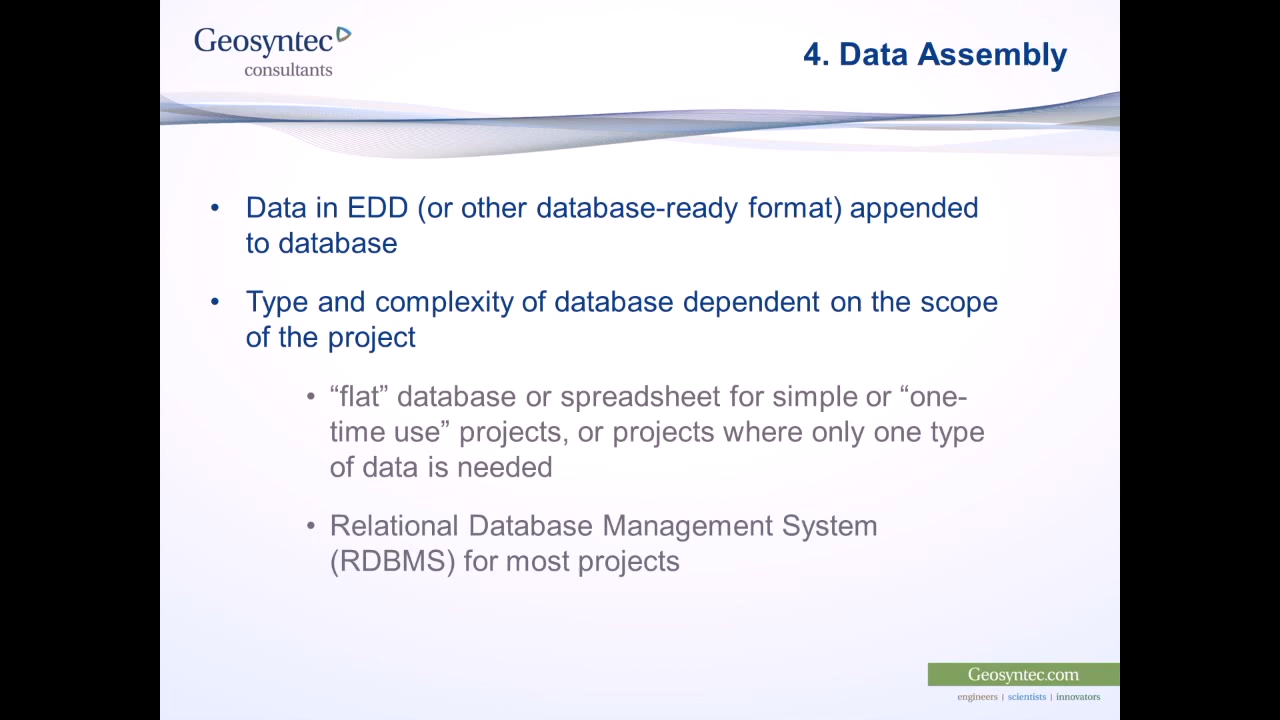 Geosyntec
consultants
4. Data Assembly
• Data in EDD (or other database-ready format) appended
to database
• Type and complexity of database dependent on the scope
of the project
• “flat” database or spreadsheet for simple or “one-
time use” projects, or projects where only one type
of data is needed
• Relational Database Management System
(RDBMS) for most projects
Geosyntec.com
engineers | scientists | innovators